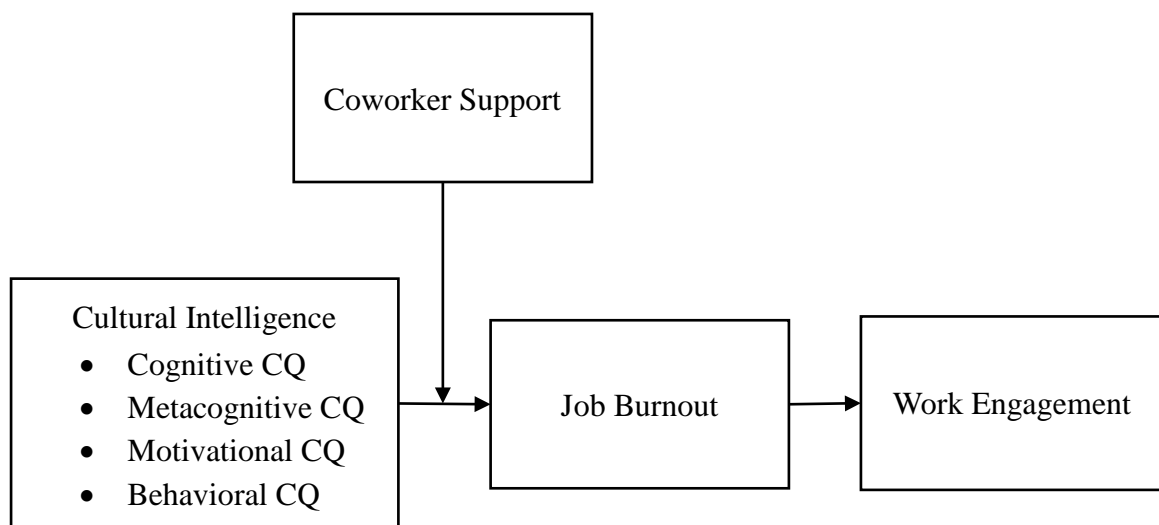 Coworker Support
Cultural Intelligence
• Cognitive CQ
• Metacognitive CQ
• Motivational CQ
• Behavioral CQ
Job Burnout
Work Engagement